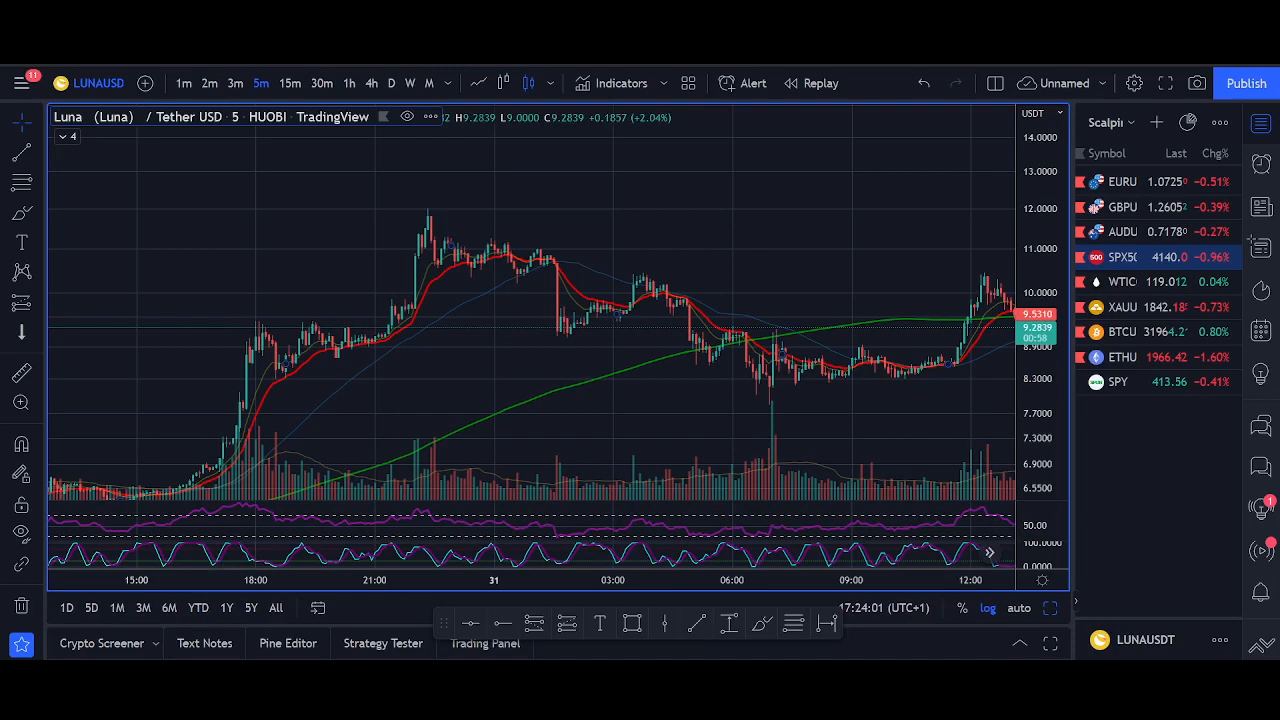 11 LUNAUSD 1m 2m 3m 5m 15m 30m 1h 4h D W M Indicators Alert Replay Unnamed Publish
Luna (Luna) / Tether USD · 5 · HUOBI · TradingView H9.2839 L9.0000 C9.2839 +0.1857 (+2.04%)
4
USDT
14.0000
13.0000
12.0000
11.0000
10.0000
9.5310
9.2839
00:58
8.9000
8.3000
7.7000
7.3000
6.9000
6.5500
50.00
100.0000
0.0000
15:00 18:00 21:00 31 03:00 06:00 09:00 12:00
1D 5D 1M 3M 6M YTD 1Y 5Y All 17:24:01 (UTC+1) % log auto
Crypto Screener Text Notes Pine Editor Strategy Tester Trading Panel
Scalpi
Symbol Last Chg%
EURU 1.0725⁰ −0.51%
GBPU 1.2605² −0.39%
AUDU 0.7178⁰ −0.27%
500 SPX50 4140.0 −0.96%
WTIC 119.012 0.04%
XAUU 1842.18 −0.73%
BTCU 31964.2 0.80%
ETHU 1966.42 −1.60%
SPY 413.56 −0.41%
1
LUNAUSDT